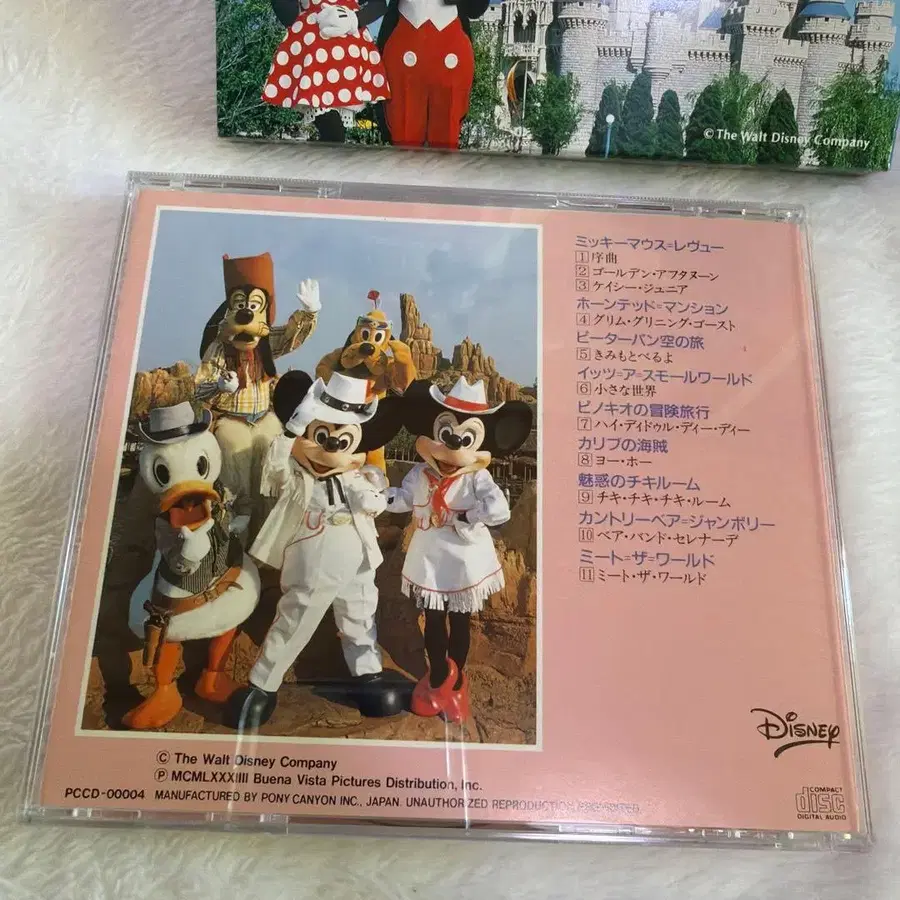 © The Walt Disney Company
ミッキーマウス=レヴュー
1 序曲
2 ゴールデン・アフタヌーン
3 ケイシー・ジュニア
ホーンテッド=マンション
4 グリム・グリニング・ゴースト
ピーターパン空の旅
5 きみもとべるよ
イッツ=ア=スモールワールド
6 小さな世界
ピノキオの冒険旅行
7 ハイ・ディドゥル・ディー・ディー
カリブの海賊
8 ヨー・ホー
魅惑のチキルーム
9 チキ・チキ・チキ・ルーム
カントリーベア=ジャンボリー
10 ベア・バンド・セレナーデ
ミート=ザ=ワールド
11 ミート・ザ・ワールド
Disney
© The Walt Disney Company
Ⓟ MCMLXXXIIII Buena Vista Pictures Distribution, Inc.
PCCD-00004 MANUFACTURED BY PONY CANYON INC., JAPAN. UNAUTHORIZED REPRODUCTION PROHIBITED.
COMPACT
disc
DIGITAL AUDIO